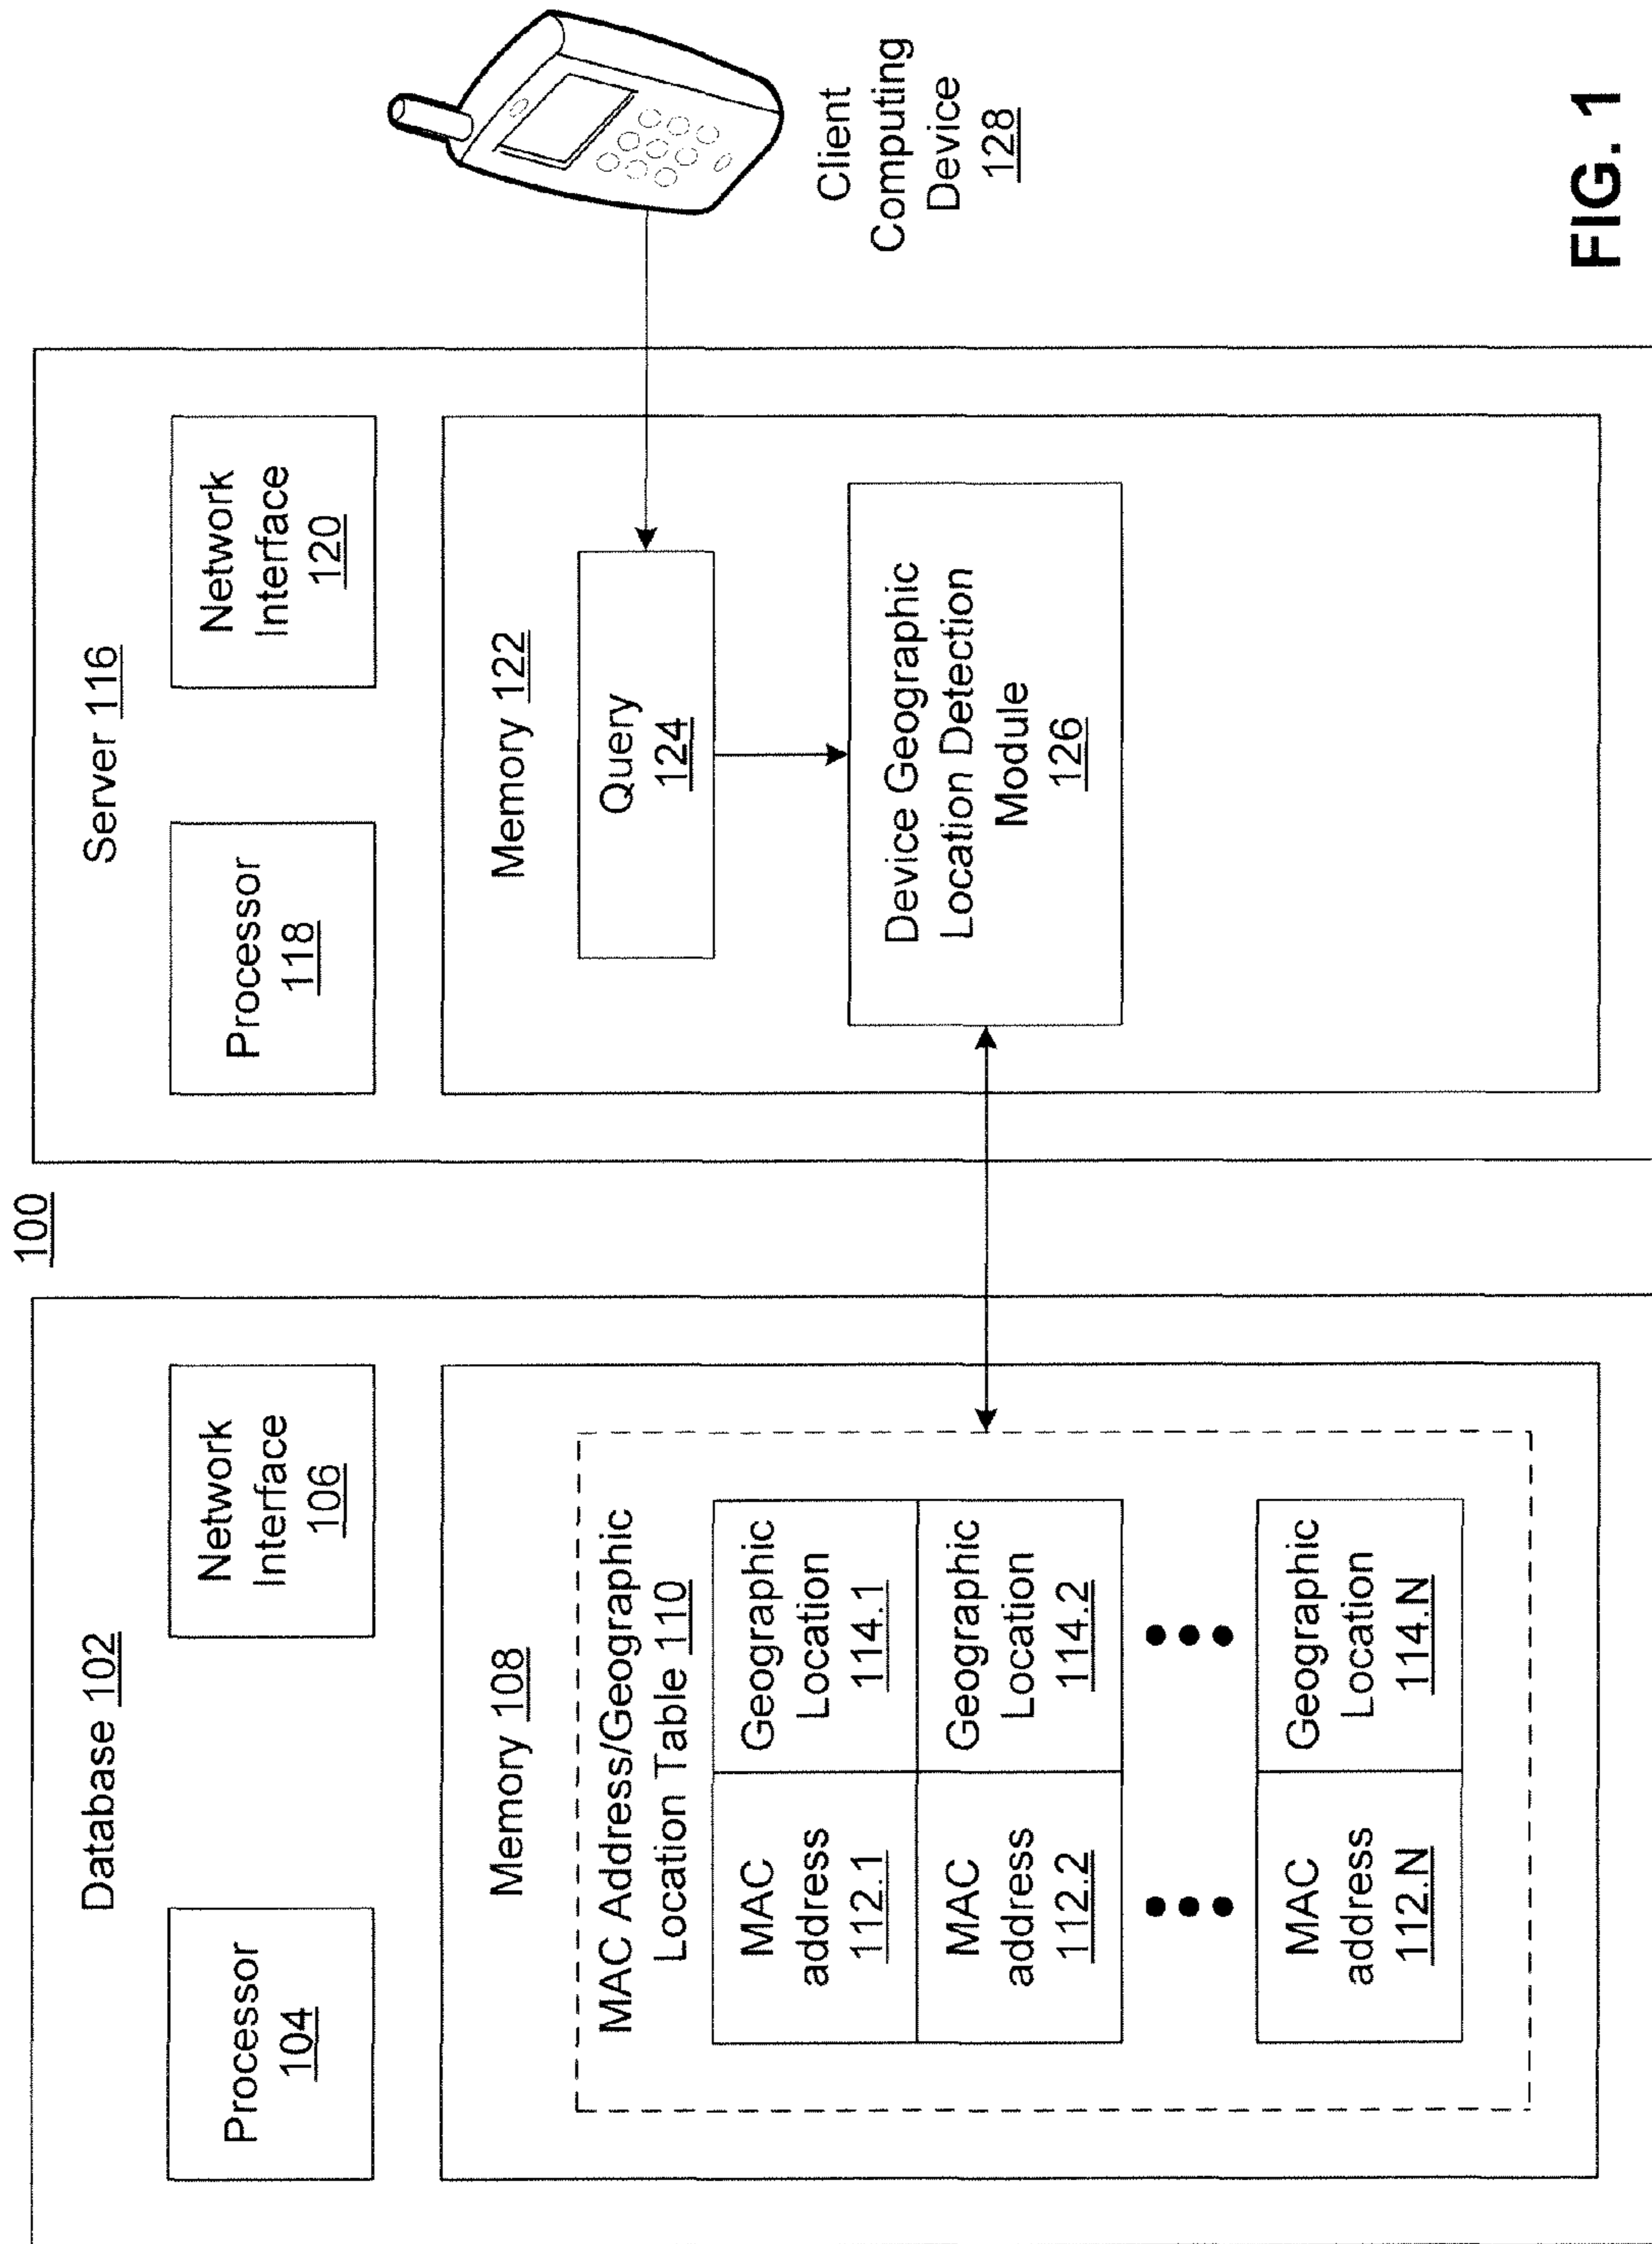 100
Database 102
Processor
104
Network
Interface
106
Memory 108
MAC Address/Geographic
Location Table 110
MAC
address
112.1
Geographic
Location
114.1
MAC
address
112.2
Geographic
Location
114.2
MAC
address
112.N
Geographic
Location
114.N
Server 116
Processor
118
Network
Interface
120
Memory 122
Query
124
Device Geographic
Location Detection
Module
126
Client
Computing
Device
128
FIG. 1